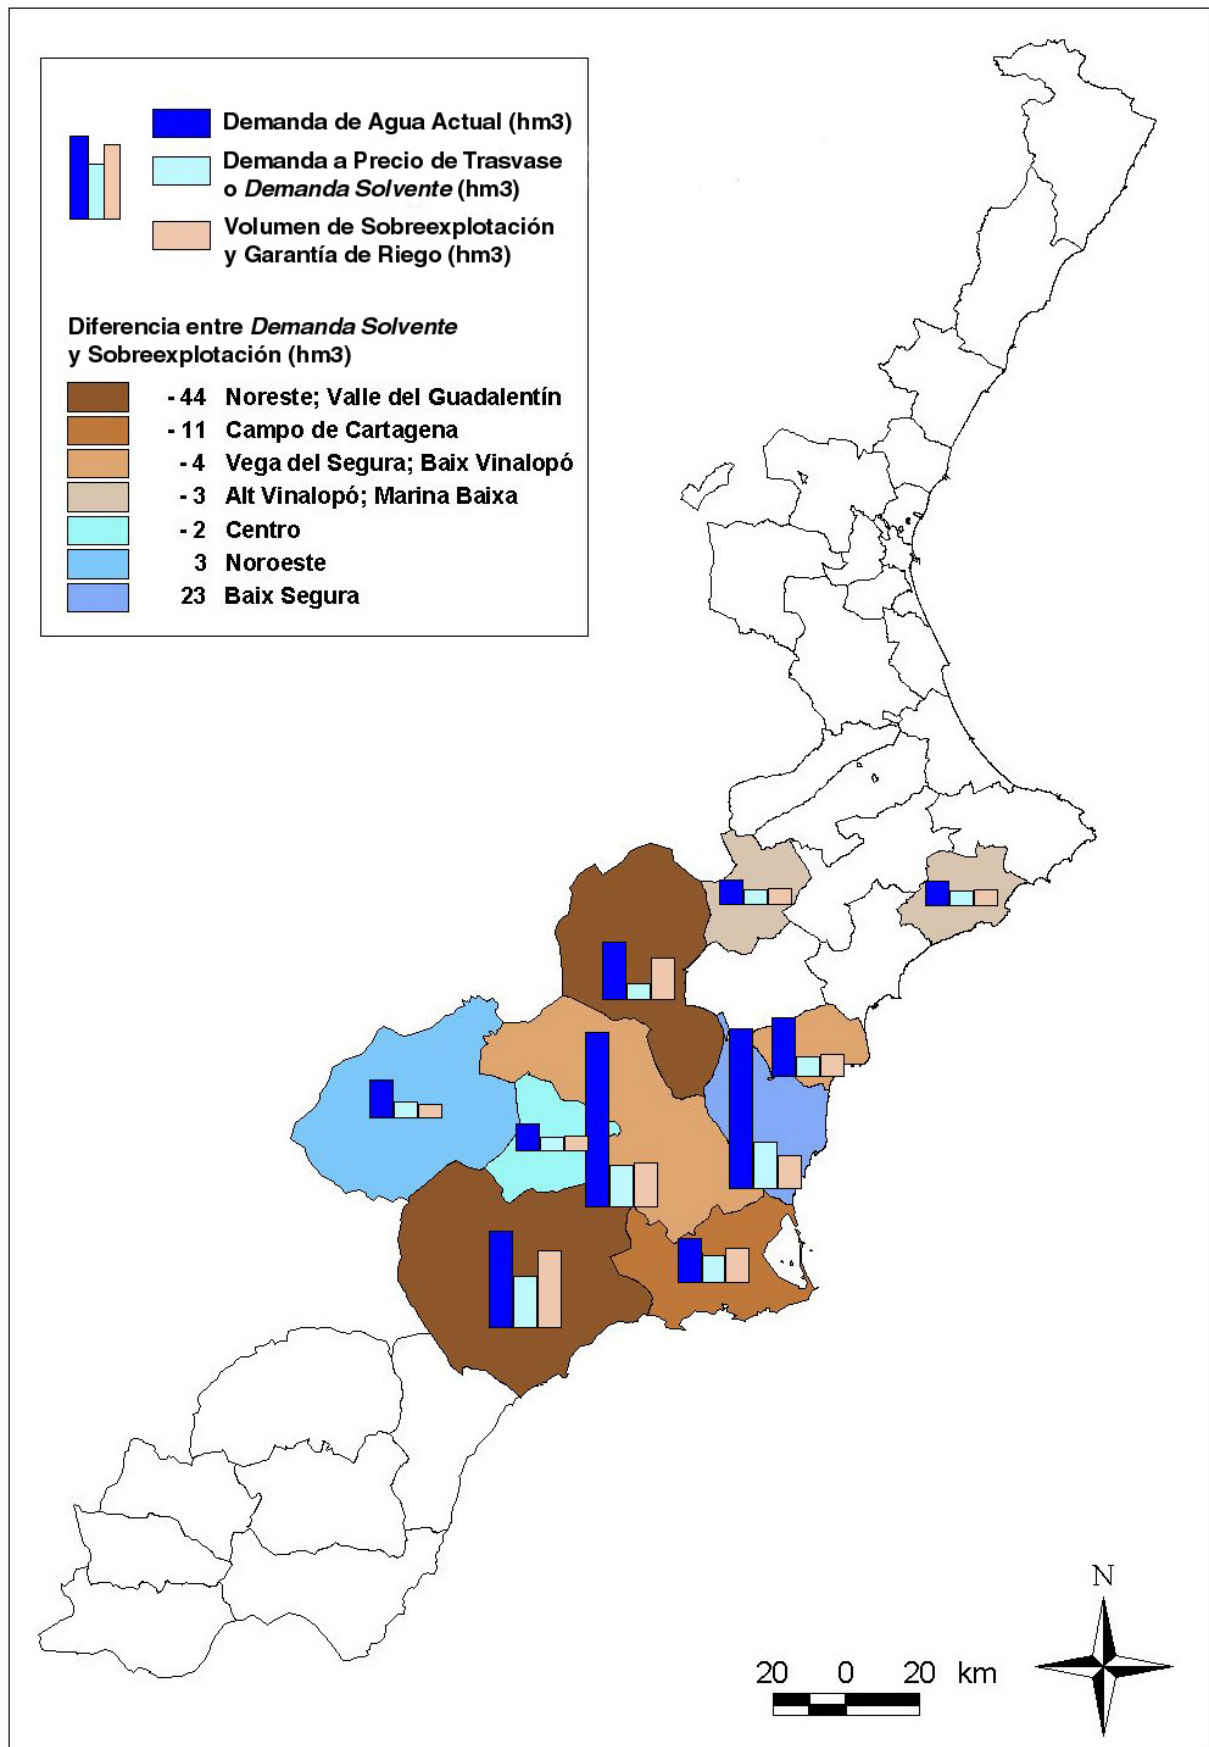 Demanda de Agua Actual (hm3)
Demanda a Precio de Trasvase
o Demanda Solvente (hm3)
Volumen de Sobreexplotación
y Garantía de Riego (hm3)
Diferencia entre Demanda Solvente
y Sobreexplotación (hm3)
- 44 Noreste; Valle del Guadalentín
- 11 Campo de Cartagena
- 4 Vega del Segura; Baix Vinalopó
- 3 Alt Vinalopó; Marina Baixa
- 2 Centro
3 Noroeste
23 Baix Segura
N
20 0 20 km